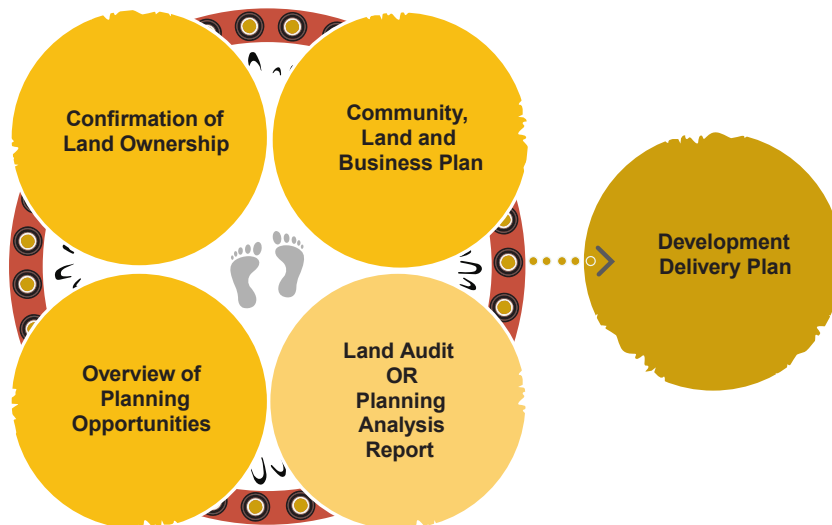 Confirmation of
Land Ownership
Community,
Land and
Business Plan
Development
Delivery Plan
Overview of
Planning
Opportunities
Land Audit
OR
Planning
Analysis
Report